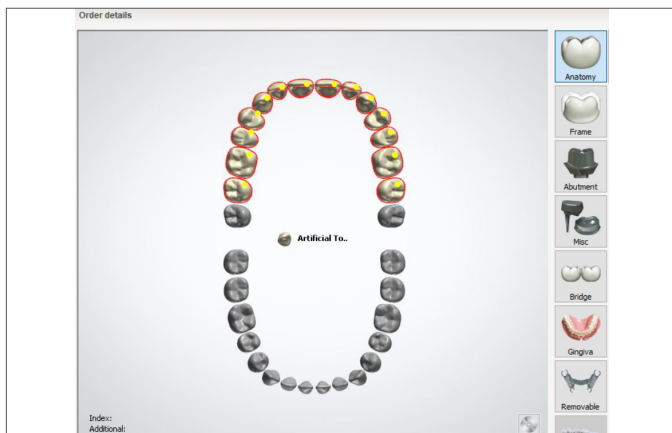 Order details
Anatomy
Frame
Abutment
Artificial To..
Misc
Bridge
Gingiva
Removable
Index:
Additional: